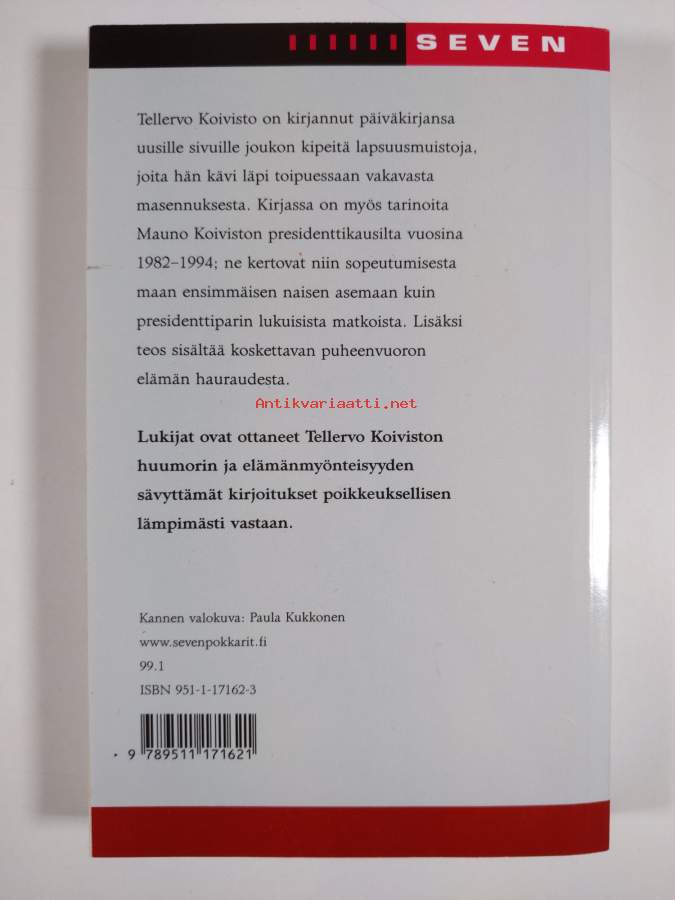 SEVEN
Tellervo Koivisto on kirjannut päiväkirjansa
uusille sivuille joukon kipeitä lapsuusmuistoja,
joita hän kävi läpi toipuessaan vakavasta
masennuksesta. Kirjassa on myös tarinoita
Mauno Koiviston presidenttikausilta vuosina
1982–1994; ne kertovat niin sopeutumisesta
maan ensimmäisen naisen asemaan kuin
presidenttiparin lukuisista matkoista. Lisäksi
teos sisältää koskettavan puheenvuoron
elämän hauraudesta.
Antikvariaatti.net
Lukijat ovat ottaneet Tellervo Koiviston
huumorin ja elämänmyönteisyyden
sävyttämät kirjoitukset poikkeuksellisen
lämpimästi vastaan.
Kannen valokuva: Paula Kukkonen
www.sevenpokkarit.fi
99.1
ISBN 951-1-17162-3
9 789511 171621